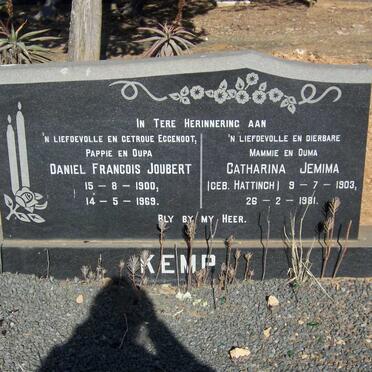 In Tere Herinnering aan
'n liefdevolle en getroue Eggenoot,
Pappie en Oupa
Daniel Francois Joubert
15-8-1900,
14-5-1969.
'n liefdevolle en dierbare
Mammie en Ouma
Catharina Jemima
(geb. Hattingh) 9-7-1903,
26-2-1981.
Bly by my Heer.
KEMP